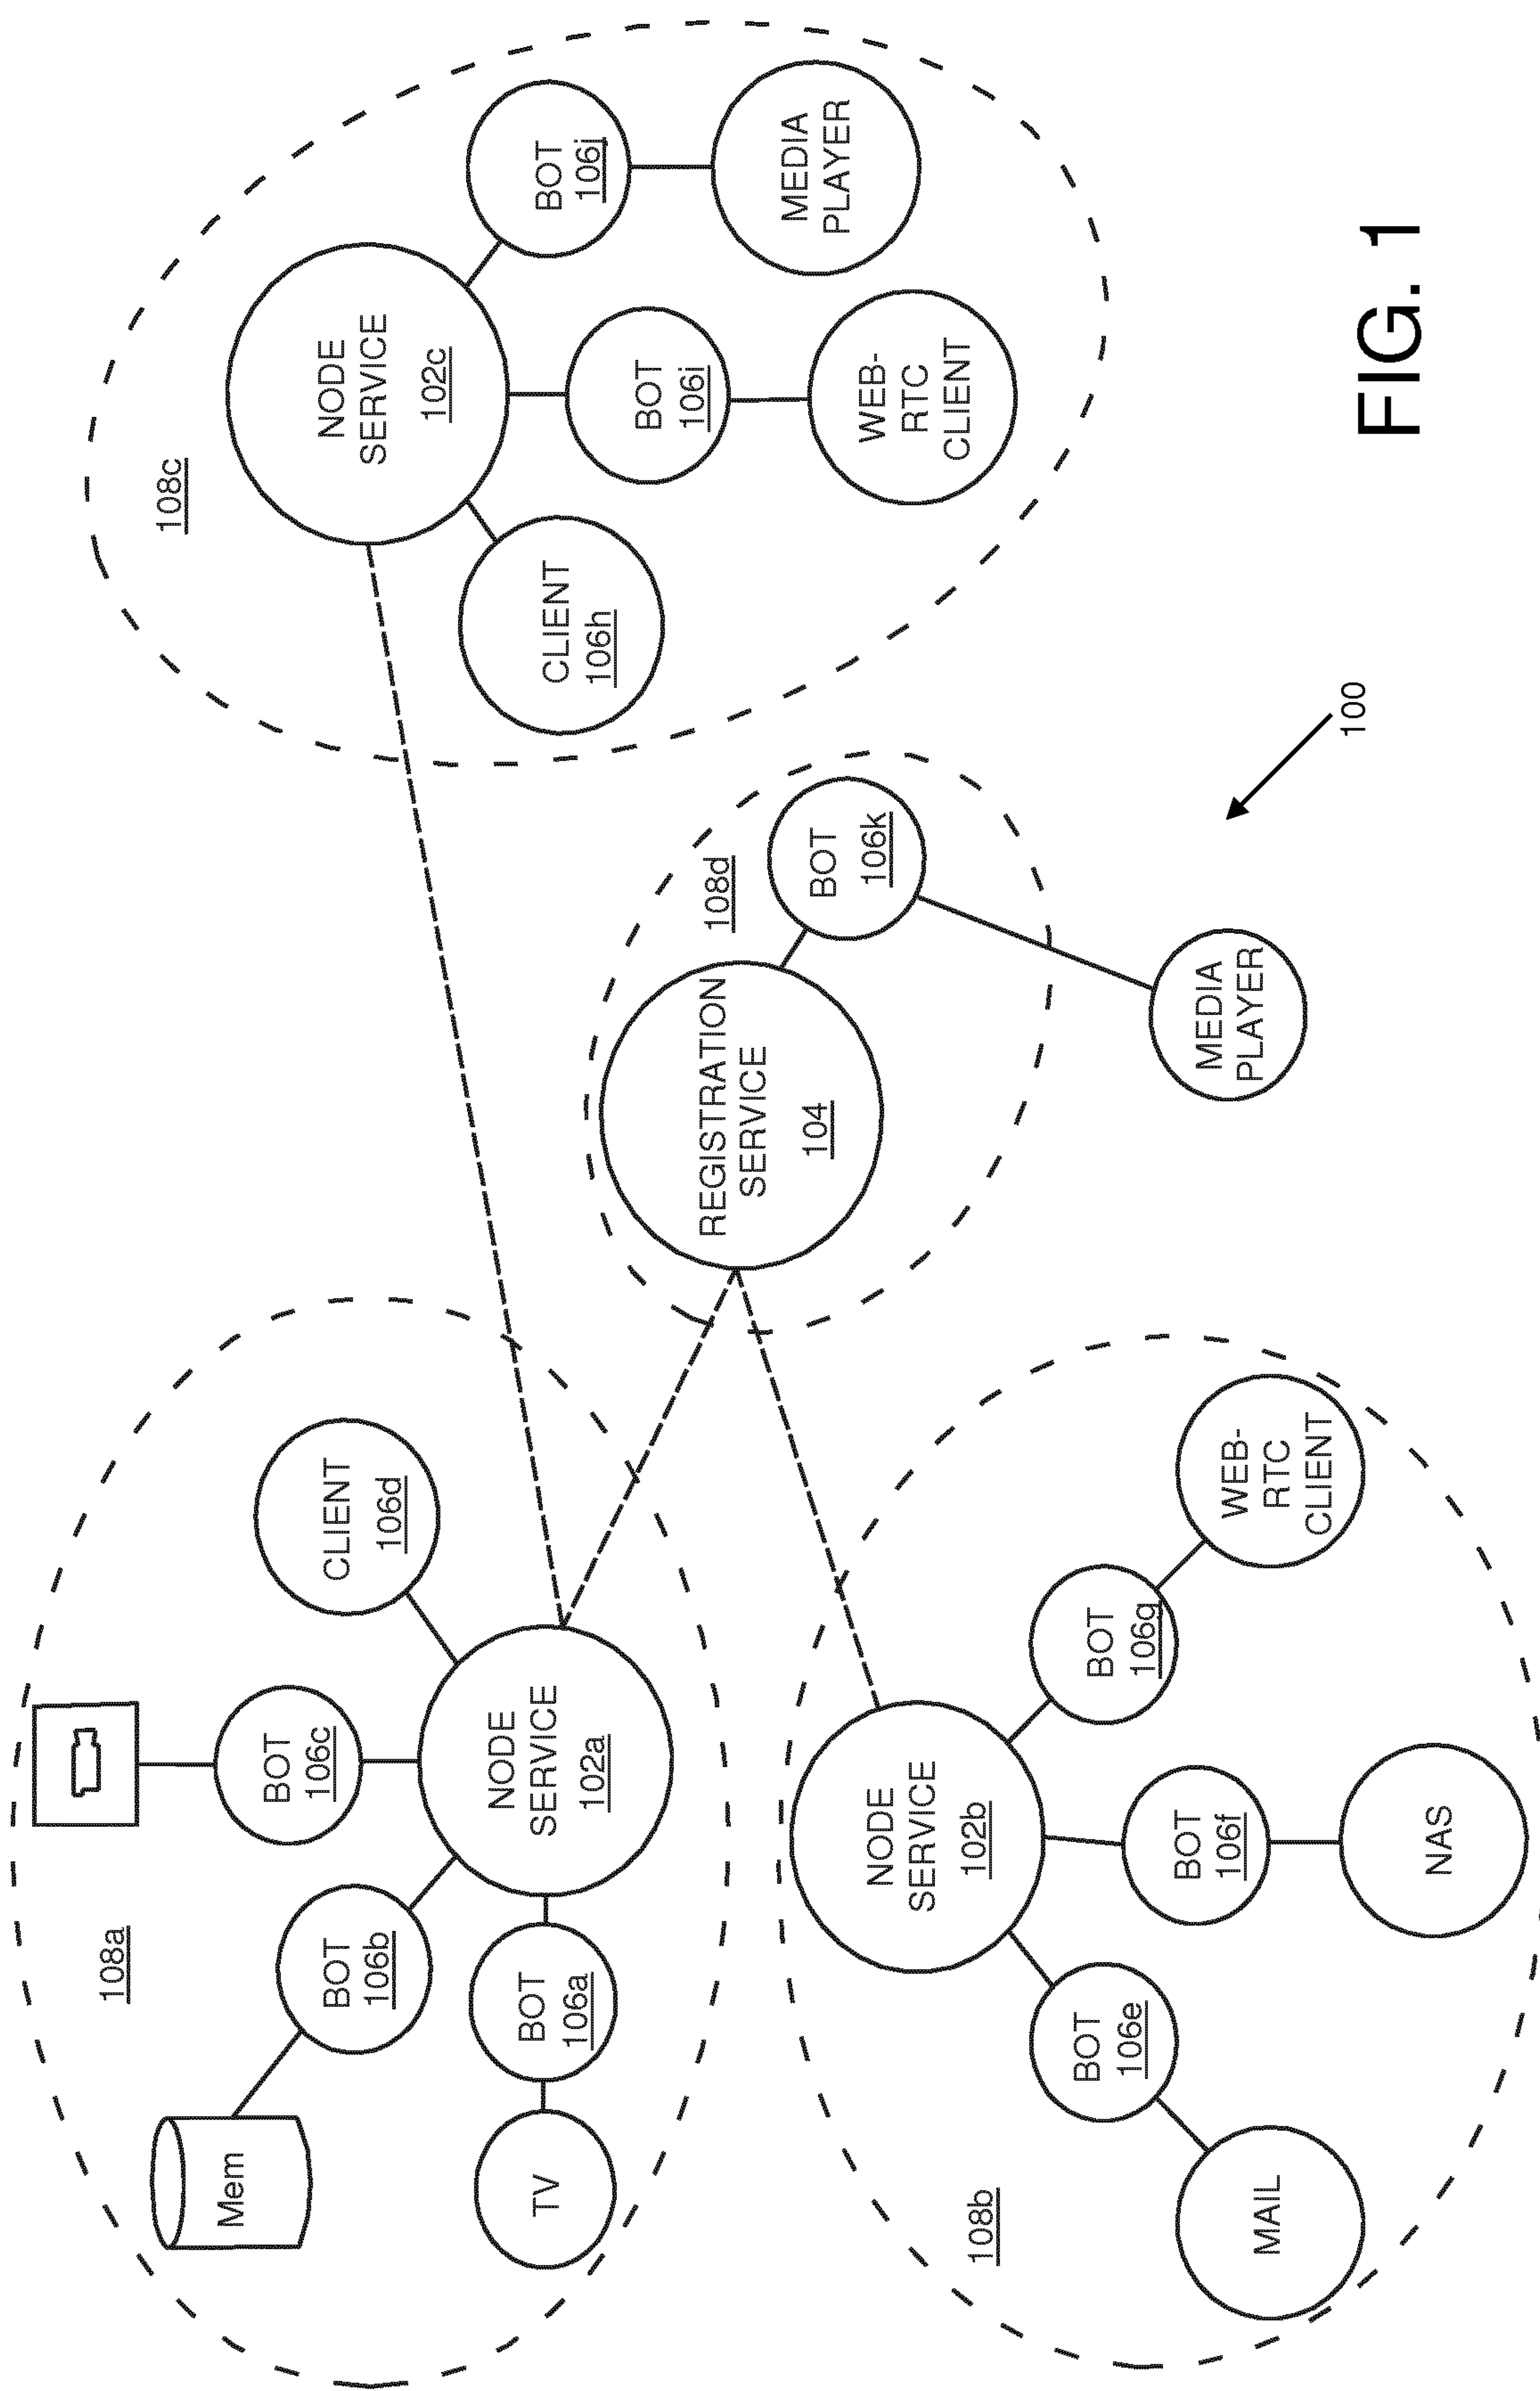 108a
Mem
BOT
106b
TV
BOT
106a
BOT
106c
CLIENT
106d
NODE
SERVICE
102a
108c
NODE
SERVICE
102c
CLIENT
106h
BOT
106i
WEB-
RTC
CLIENT
BOT
106j
MEDIA
PLAYER
108d
REGISTRATION
SERVICE
104
BOT
106k
MEDIA
PLAYER
108b
NODE
SERVICE
102b
BOT
106e
MAIL
BOT
106f
NAS
BOT
106g
WEB-
RTC
CLIENT
100
FIG. 1